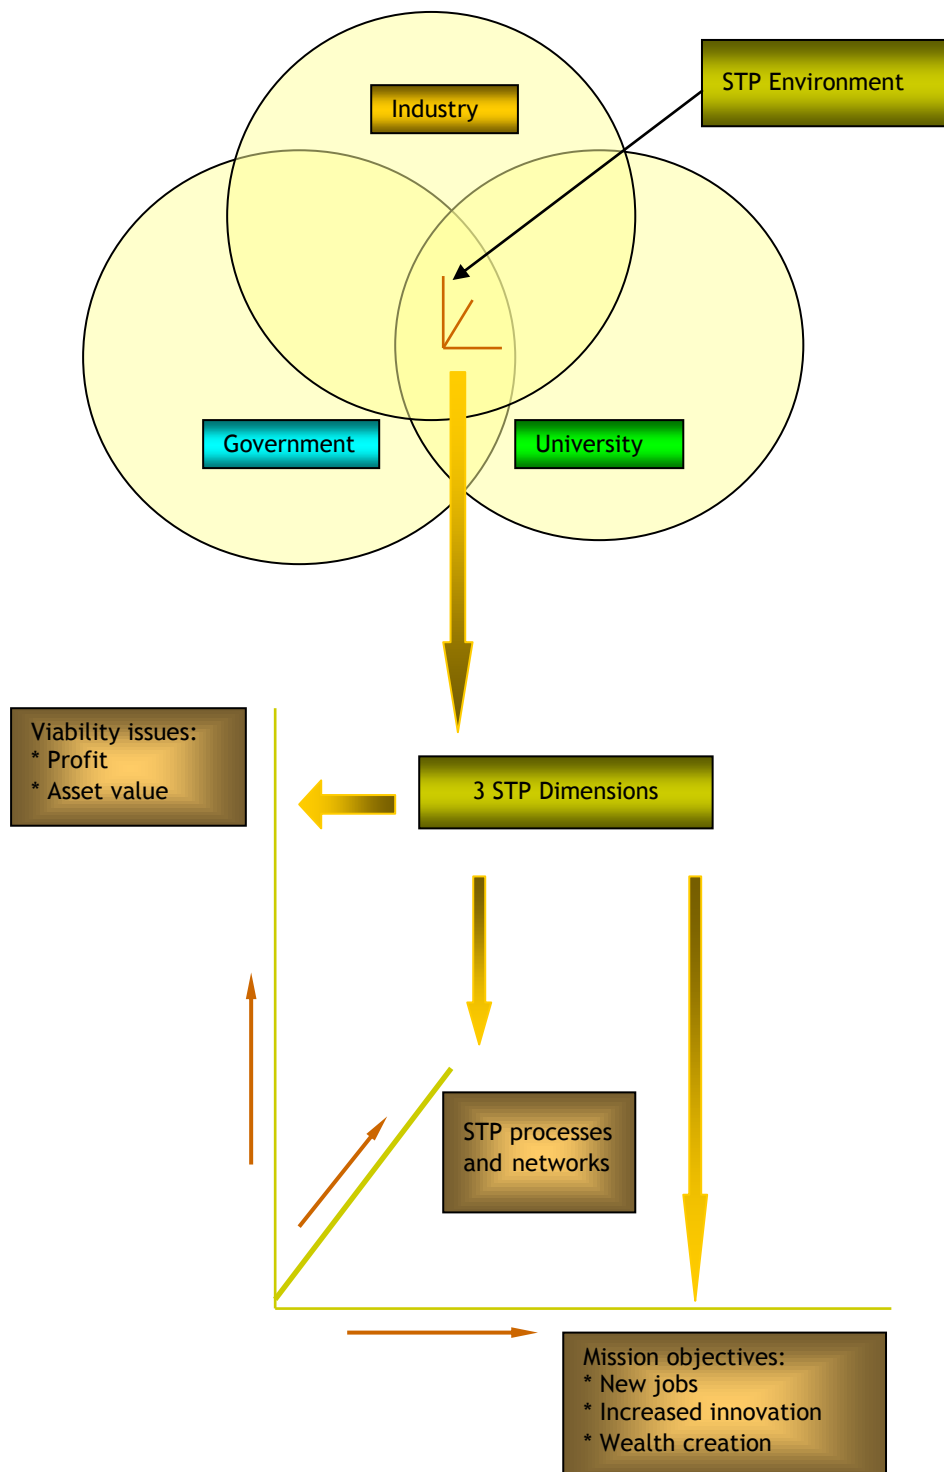 STP Environment
Industry
Government
University
Viability issues:
* Profit
* Asset value
3 STP Dimensions
STP processes
and networks
Mission objectives:
* New jobs
* Increased innovation
* Wealth creation